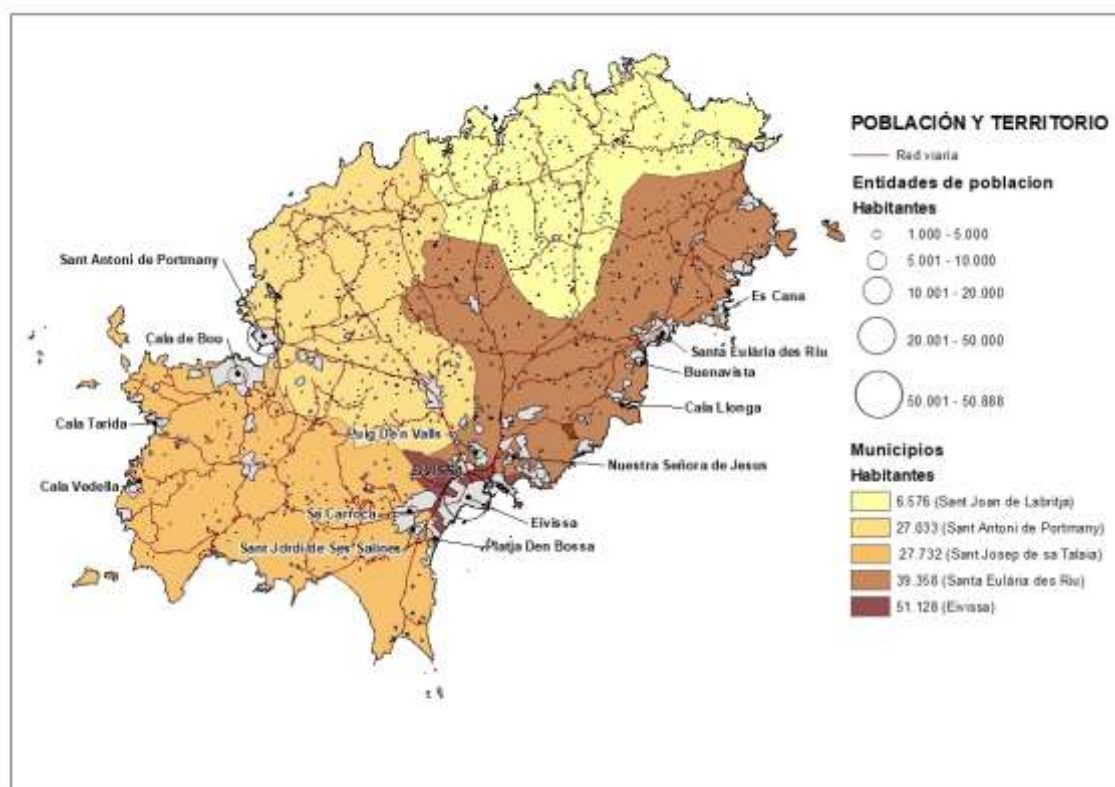 POBLACIÓN Y TERRITORIO
Red viaria
Entidades de poblacion
Habitantes
1.000 - 5.000
5.001 - 10.000
10.001 - 20.000
20.001 - 50.000
50.001 - 50.888
Municipios
Habitantes
6.576 (Sant Joan de Labritja)
27.033 (Sant Antoni de Portmany)
27.732 (Sant Josep de sa Talaia)
39.358 (Santa Eulária des Riu)
51.128 (Eivissa)
Sant Antoni de Portmany
Cala de Bou
Cala Tarida
Cala Vedella
Es Cana
Santa Eulária des Riu
Buenavista
Cala Llonga
Puig De'n Valls
Nuestra Señora de Jesus
Sa Carroca
Eivissa
Platja Den Bossa
Sant Jordi de Ses Salines